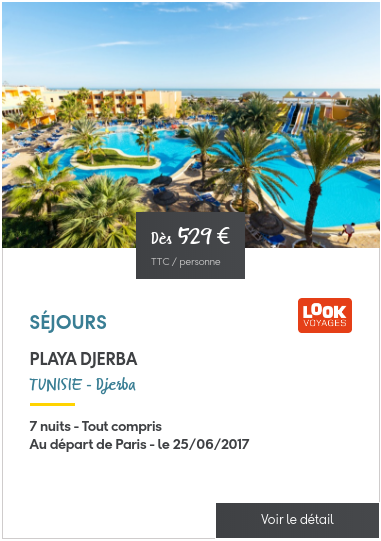 Dès 529 €
TTC / personne
SÉJOURS
LOOK
VOYAGES
PLAYA DJERBA
TUNISIE - Djerba
7 nuits - Tout compris
Au départ de Paris - le 25/06/2017
Voir le détail